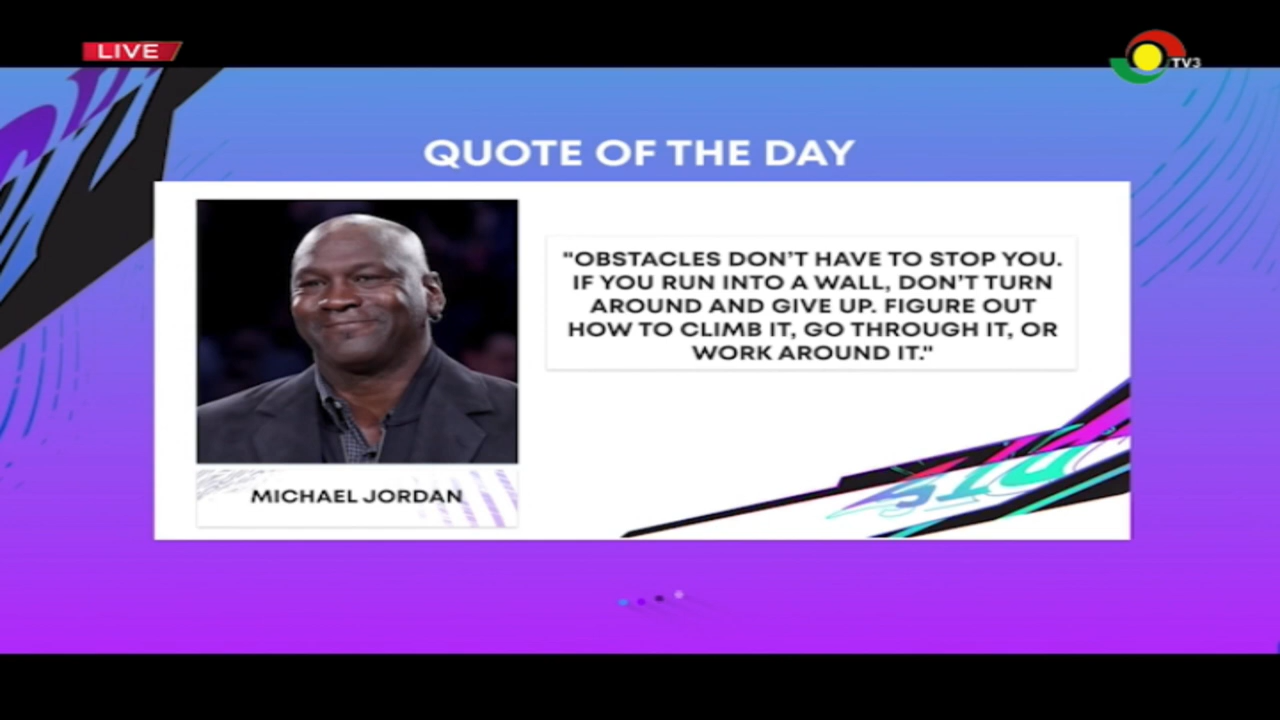 LIVE
TV3
QUOTE OF THE DAY
"OBSTACLES DON'T HAVE TO STOP YOU.
IF YOU RUN INTO A WALL, DON'T TURN
AROUND AND GIVE UP. FIGURE OUT
HOW TO CLIMB IT, GO THROUGH IT, OR
WORK AROUND IT."
MICHAEL JORDAN